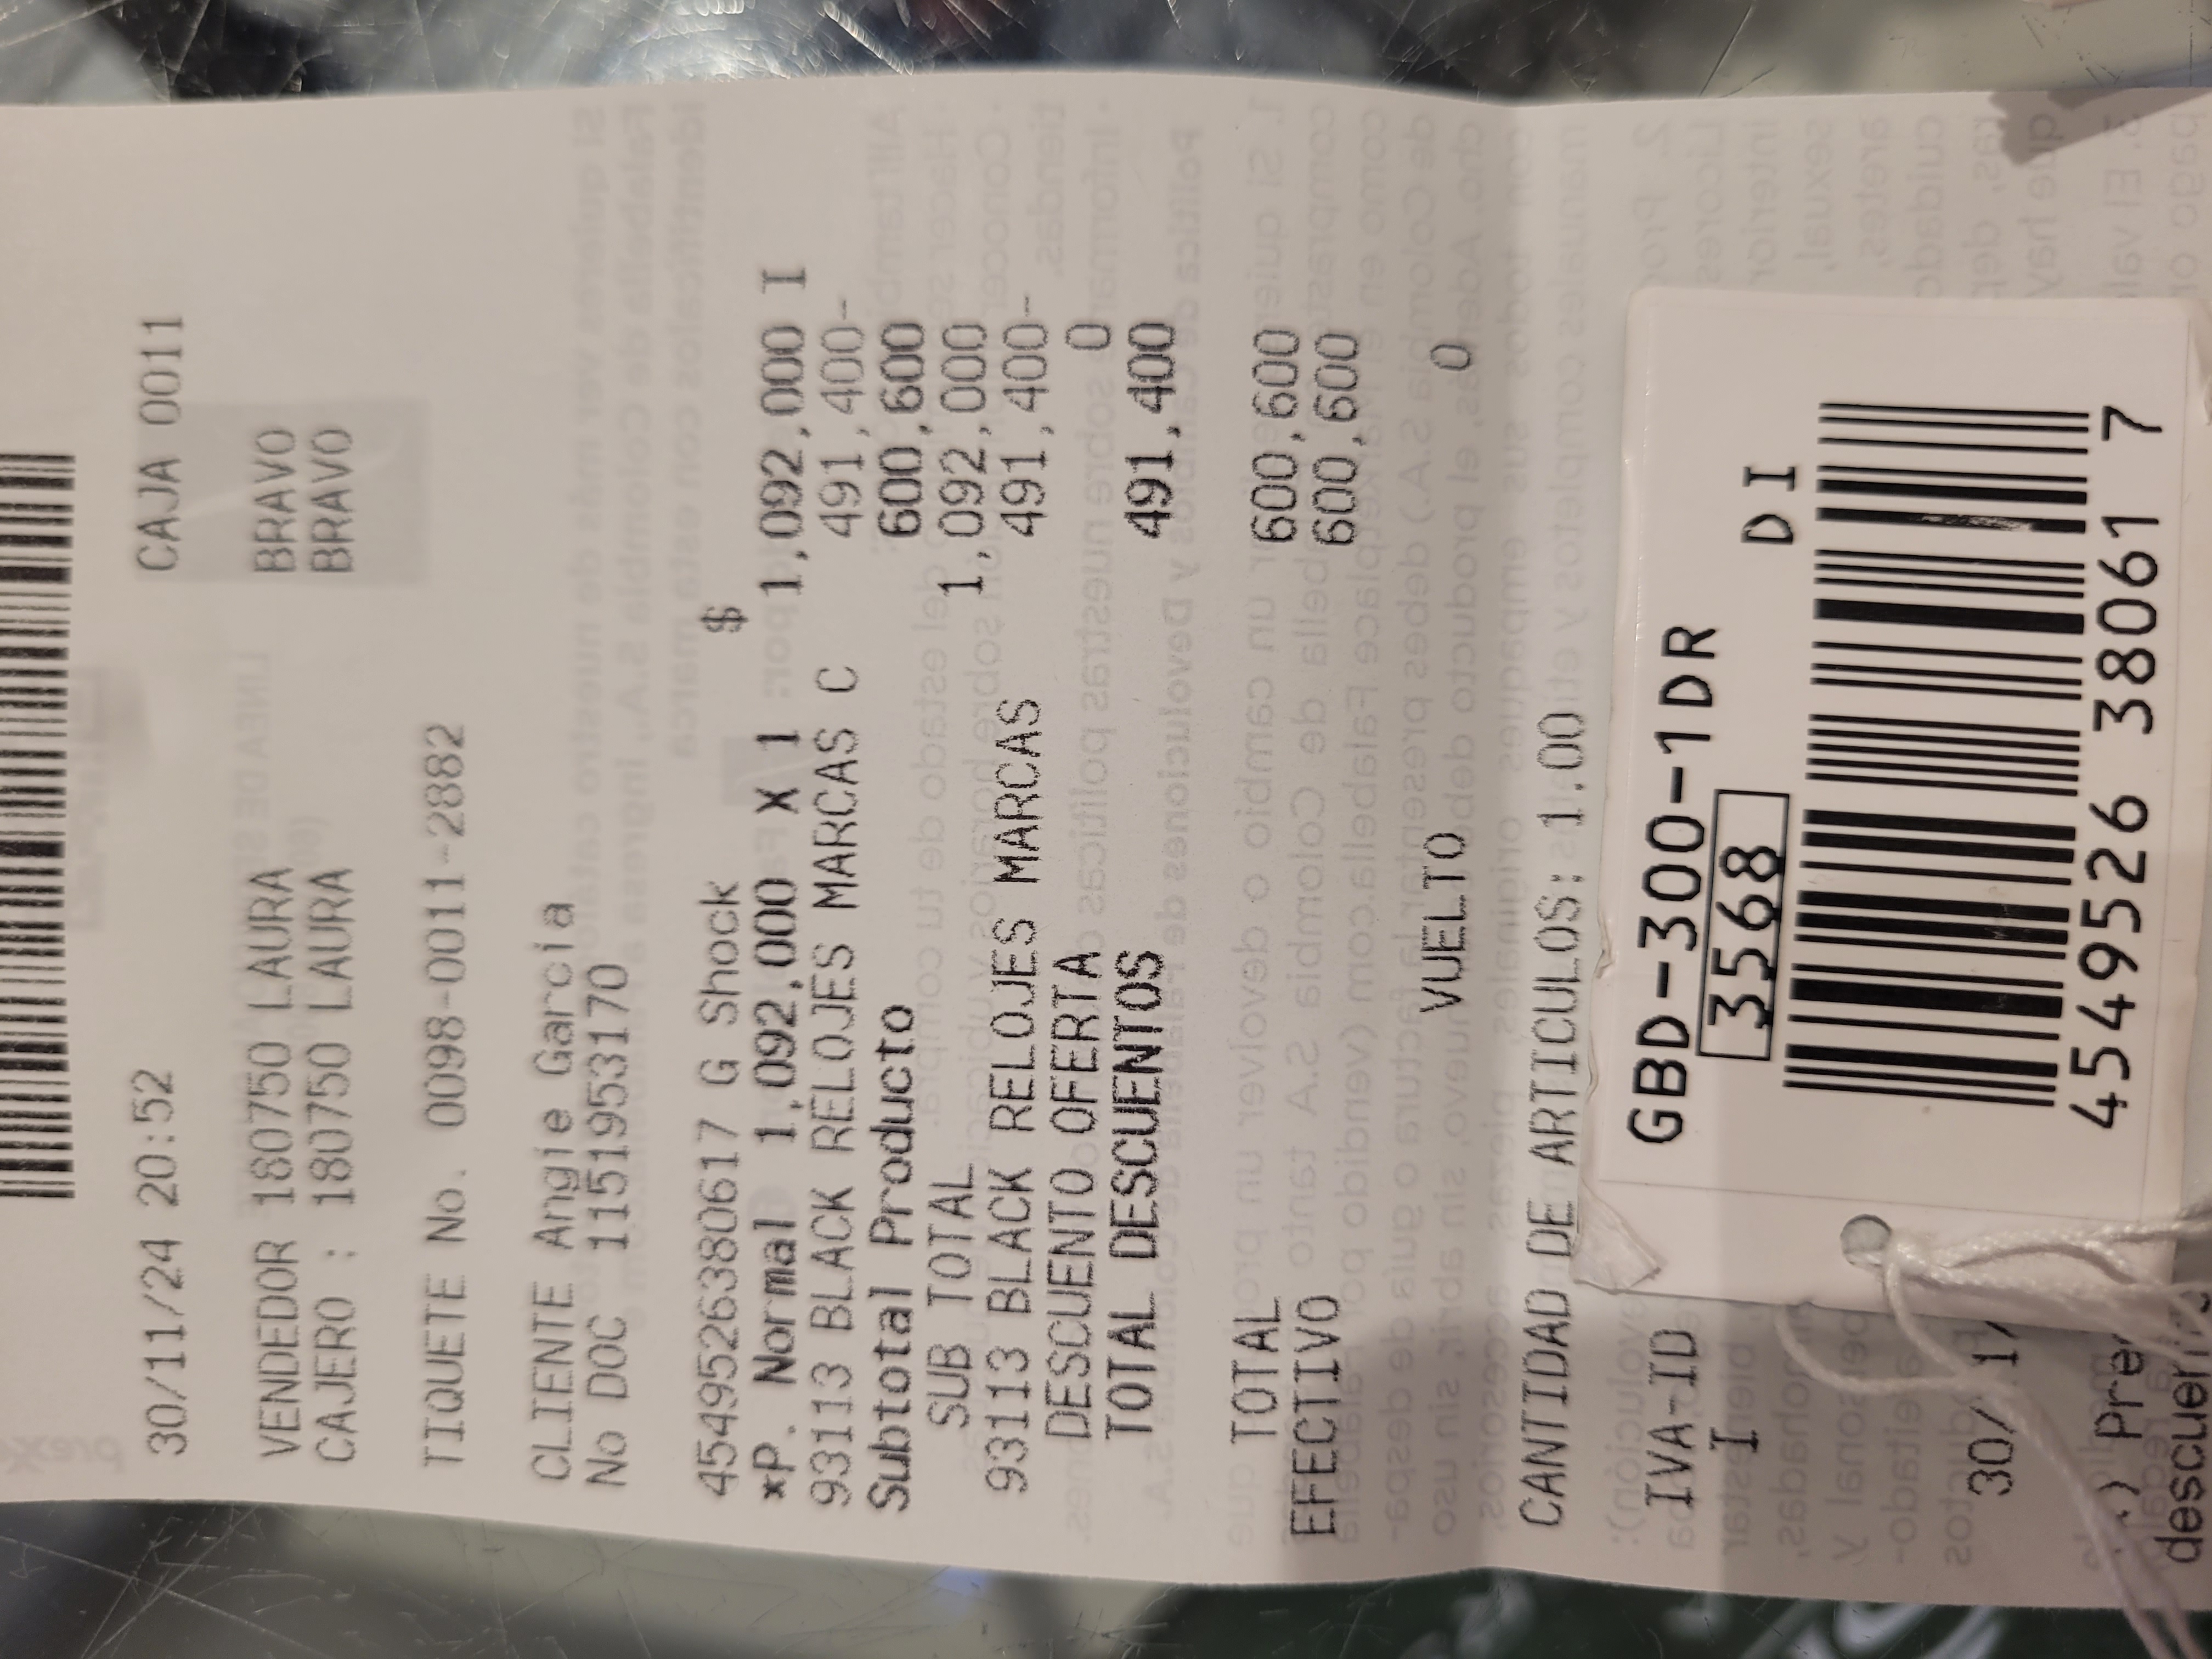 30/11/24 20:52 CAJA 0011
VENDEDOR 180750 LAURA BRAVO
CAJERO : 180750 LAURA BRAVO
TIQUETE No. 0098-0011-2882
CLIENTE Angie Garcia
No DOC 1151953170
4549526380617 G Shock $
*P. Normal 1,092,000 X 1 1,092,000 I
93113 BLACK RELOJES MARCAS C 491,400-
Subtotal Producto 600,600
SUB TOTAL 1,092,000
93113 BLACK RELOJES MARCAS 491,400-
DESCUENTO OFERTA 0
TOTAL DESCUENTOS 491,400
TOTAL 600,600
EFECTIVO 600,600
VUELTO 0
CANTIDAD DE ARTICULOS: 1.00
IVA-ID
I
GBD-300-1DR
3568 D I
4549526 38061 7